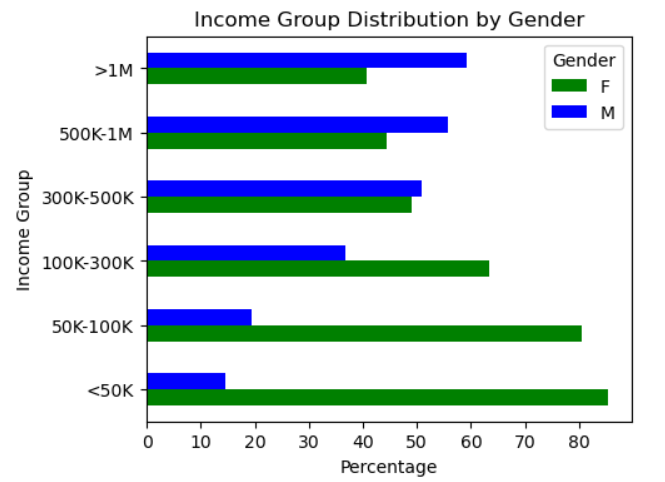 Income Group Distribution by Gender
Gender
F
M
>1M
500K-1M
300K-500K
100K-300K
50K-100K
<50K
Income Group
0 10 20 30 40 50 60 70 80
Percentage